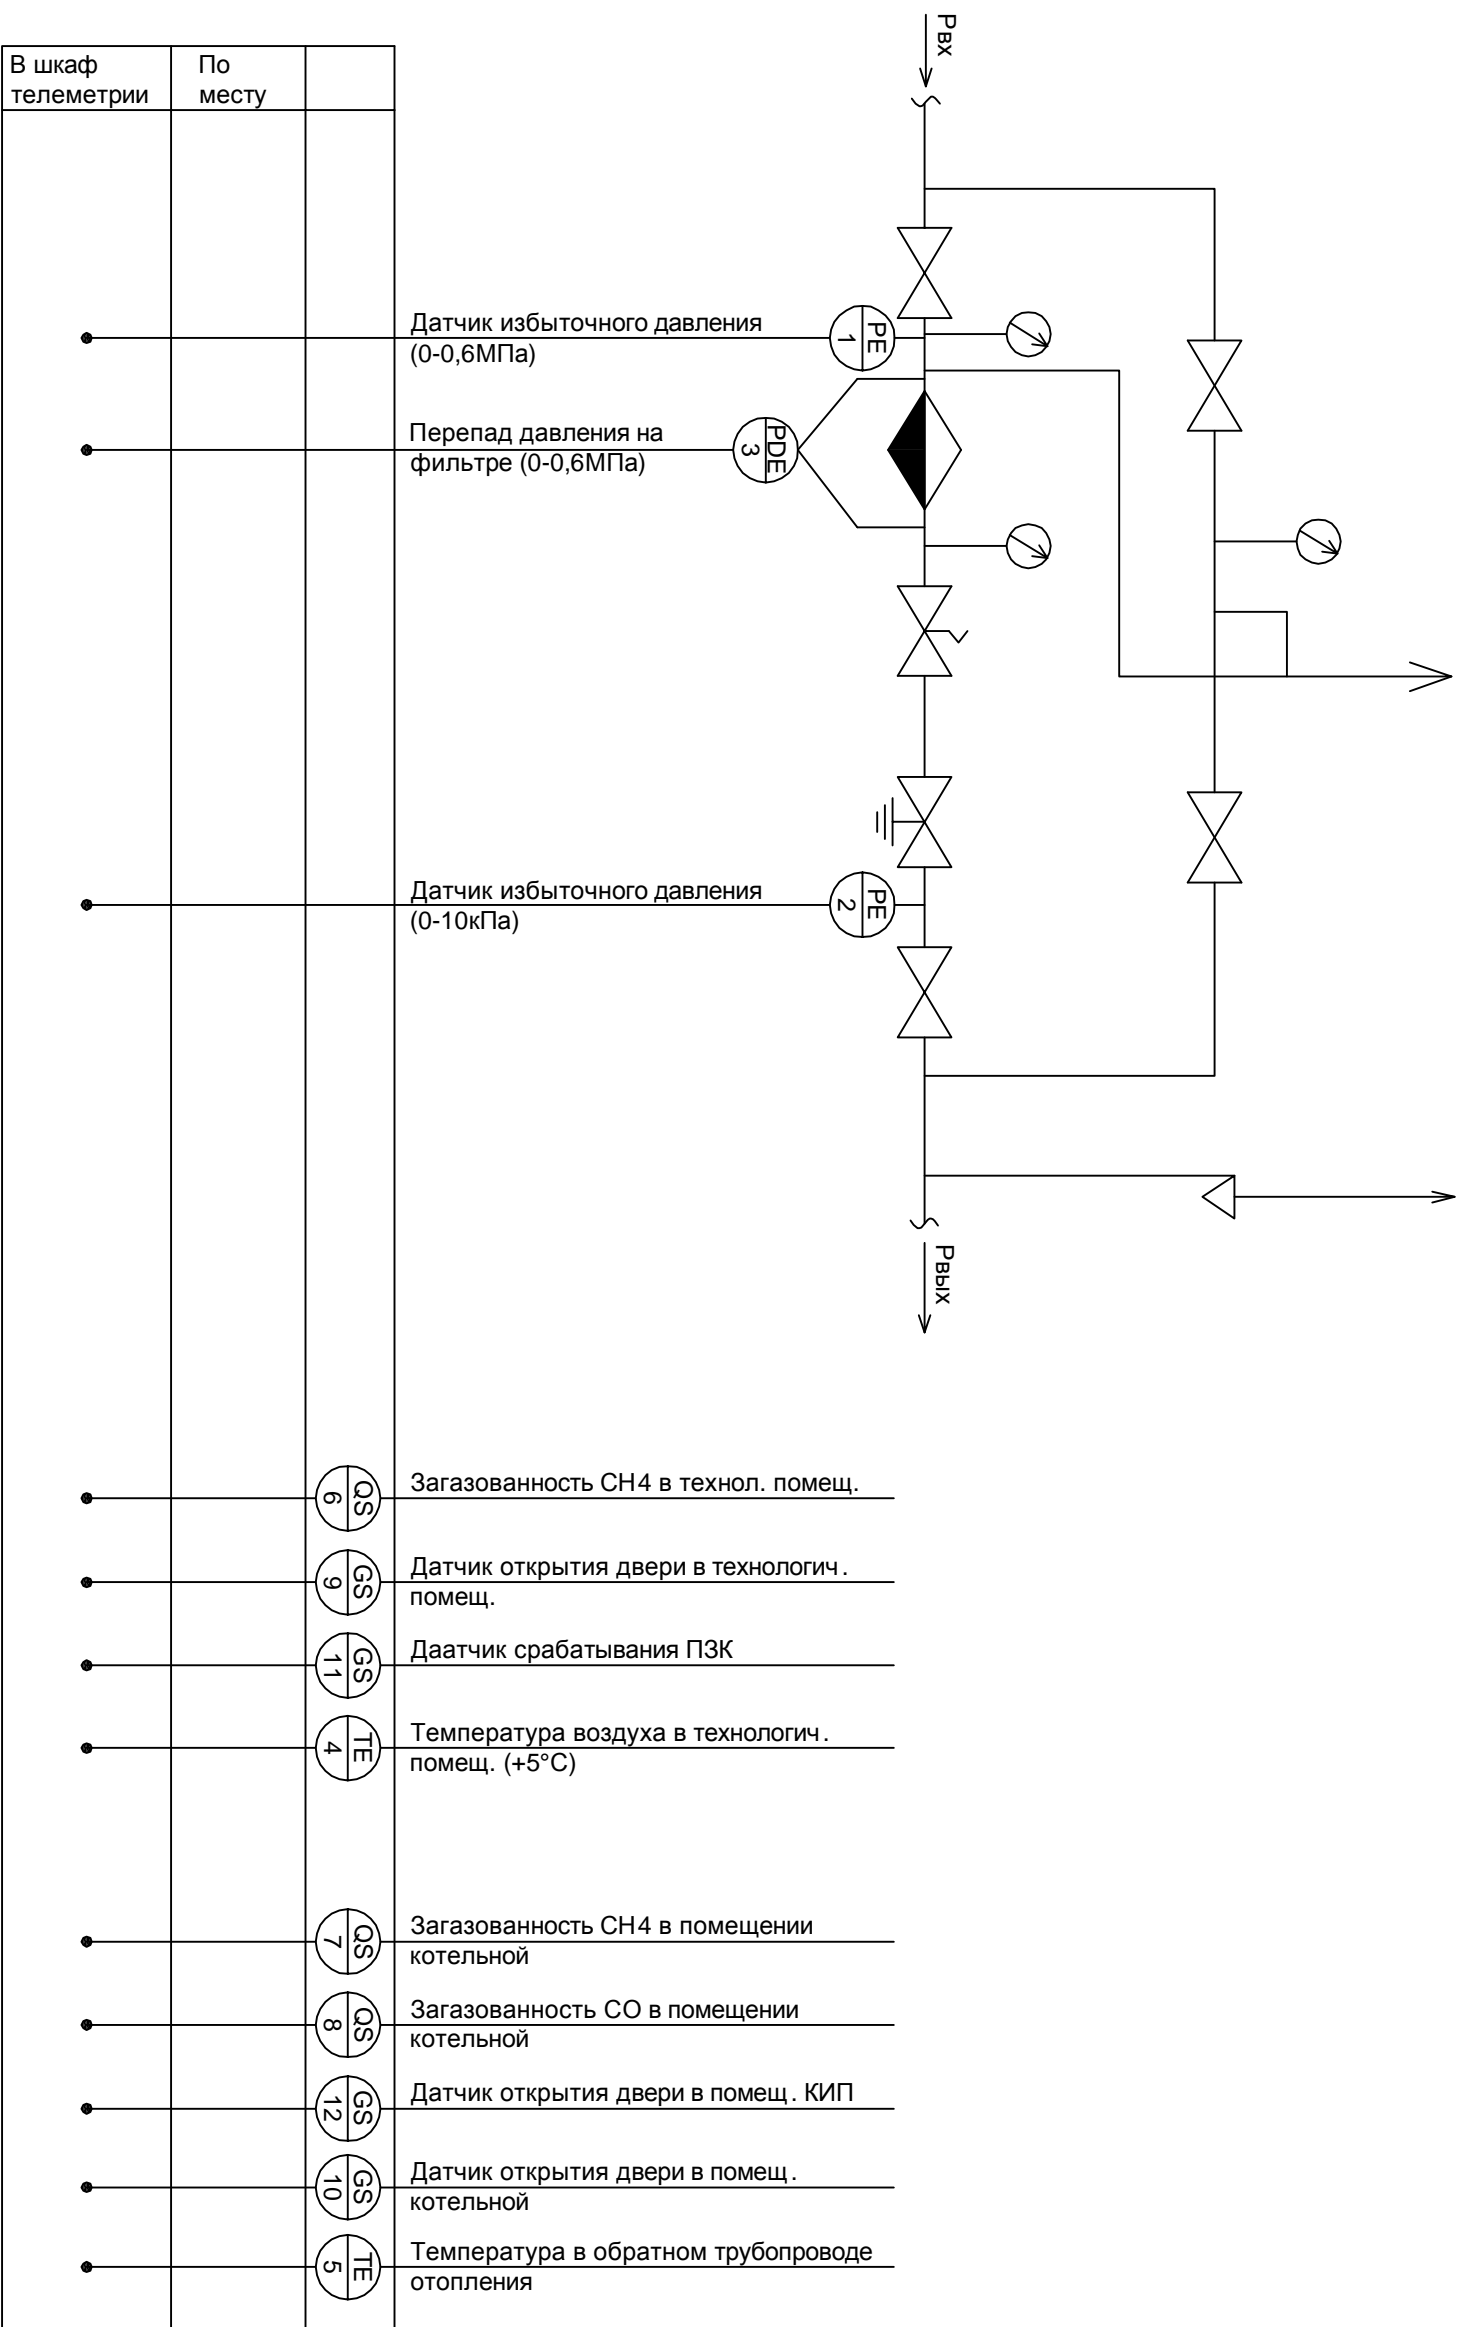 Рвх
В шкаф
телеметрии
По
месту
Датчик избыточного давления
(0-0,6МПа)
PE
1
Перепад давления на
фильтре (0-0,6МПа)
PDE
3
Датчик избыточного давления
(0-10кПа)
PE
2
Рвых
QS
6
Загазованность СН4 в технол. помещ.
GS
9
Датчик открытия двери в технологич.
помещ.
GS
11
Даатчик срабатывания ПЗК
TE
4
Температура воздуха в технологич.
помещ. (+5°C)
QS
7
Загазованность СН4 в помещении
котельной
QS
8
Загазованность СО в помещении
котельной
GS
12
Датчик открытия двери в помещ. КИП
GS
10
Датчик открытия двери в помещ.
котельной
TE
5
Температура в обратном трубопроводе
отопления